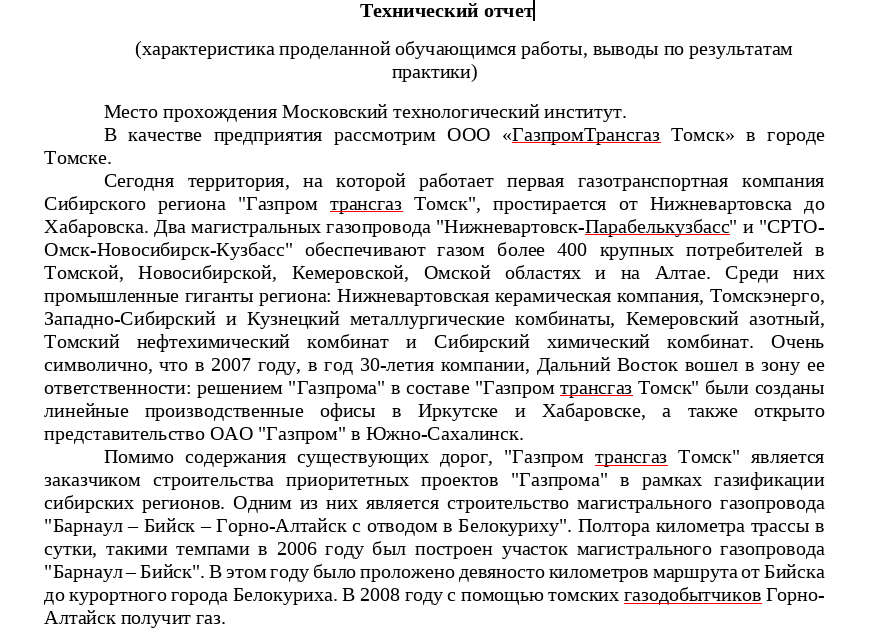 Технический отчет
(характеристика проделанной обучающимся работы, выводы по результатам
практики)
Место прохождения Московский технологический институт.
В качестве предприятия рассмотрим ООО «ГазпромТрансгаз Томск» в городе
Томске.
Сегодня территория, на которой работает первая газотранспортная компания
Сибирского региона "Газпром трансгаз Томск", простирается от Нижневартовска до
Хабаровска. Два магистральных газопровода "Нижневартовск-Парабелькузбасс" и "СРТО-
Омск-Новосибирск-Кузбасс" обеспечивают газом более 400 крупных потребителей в
Томской, Новосибирской, Кемеровской, Омской областях и на Алтае. Среди них
промышленные гиганты региона: Нижневартовская керамическая компания, Томскэнерго,
Западно-Сибирский и Кузнецкий металлургические комбинаты, Кемеровский азотный,
Томский нефтехимический комбинат и Сибирский химический комбинат. Очень
символично, что в 2007 году, в год 30-летия компании, Дальний Восток вошел в зону ее
ответственности: решением "Газпрома" в составе "Газпром трансгаз Томск" были созданы
линейные производственные офисы в Иркутске и Хабаровске, а также открыто
представительство ОАО "Газпром" в Южно-Сахалинск.
Помимо содержания существующих дорог, "Газпром трансгаз Томск" является
заказчиком строительства приоритетных проектов "Газпрома" в рамках газификации
сибирских регионов. Одним из них является строительство магистрального газопровода
"Барнаул – Бийск – Горно-Алтайск с отводом в Белокуриху". Полтора километра трассы в
сутки, такими темпами в 2006 году был построен участок магистрального газопровода
"Барнаул – Бийск". В этом году было проложено девяносто километров маршрута от Бийска
до курортного города Белокуриха. В 2008 году с помощью томских газодобытчиков Горно-
Алтайск получит газ.